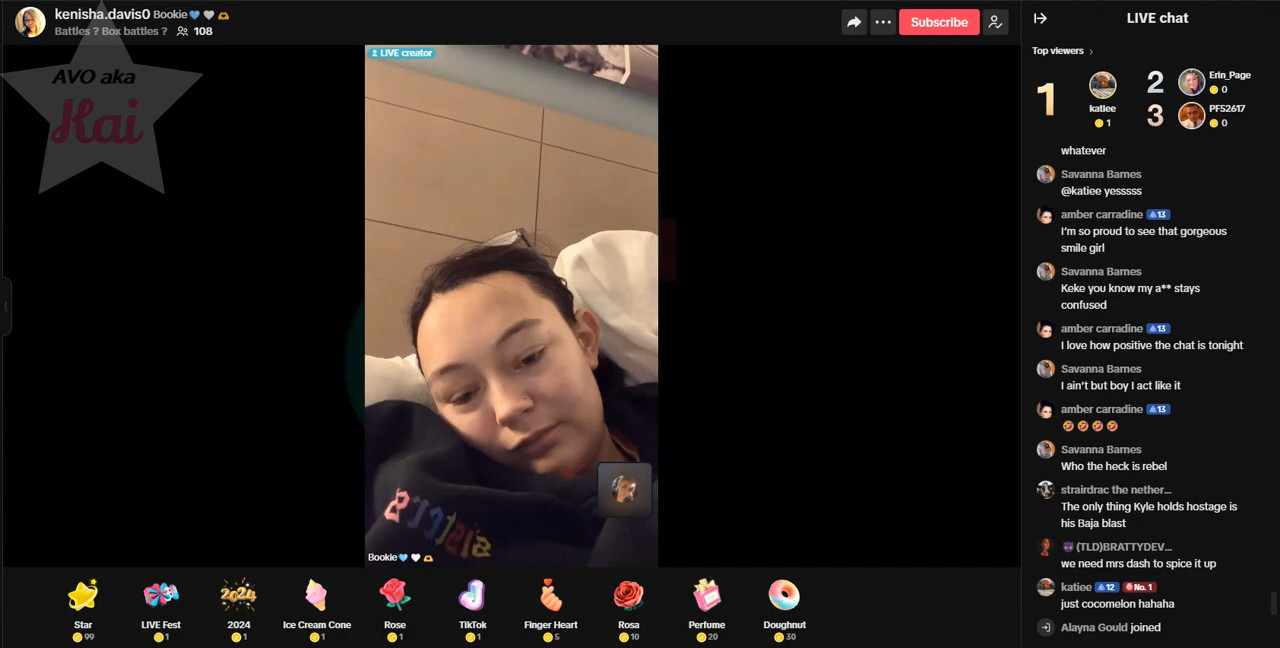 kenisha.davis0 Bookie💙🤍🫶
Battles ? Box battles ? 108
Subscribe
LIVE chat
AVO aka
Kai
LIVE creator
Top viewers
1
katiee
1
2
Erin_Page
0
3
PF52617
0
whatever
Savanna Barnes
@katiee yesssss
amber carradine 13
I'm so proud to see that gorgeous
smile girl
Savanna Barnes
Keke you know my a** stays
confused
amber carradine 13
I love how positive the chat is tonight
Savanna Barnes
I ain't but boy I act like it
amber carradine 13
🤣🤣🤣🤣
Savanna Barnes
Who the heck is rebel
strairdrac the nether...
The only thing Kyle holds hostage is
his Baja blast
😈(TLD)BRATTYDEV...
we need mrs dash to spice it up
katiee 12 No. 1
just cocomelon hahaha
Alayna Gould joined
Bookie💙🤍🫶
Star
99
LIVE Fest
1
2024
2024
1
Ice Cream Cone
1
Rose
1
TikTok
1
Finger Heart
5
Rosa
10
Perfume
20
Doughnut
30